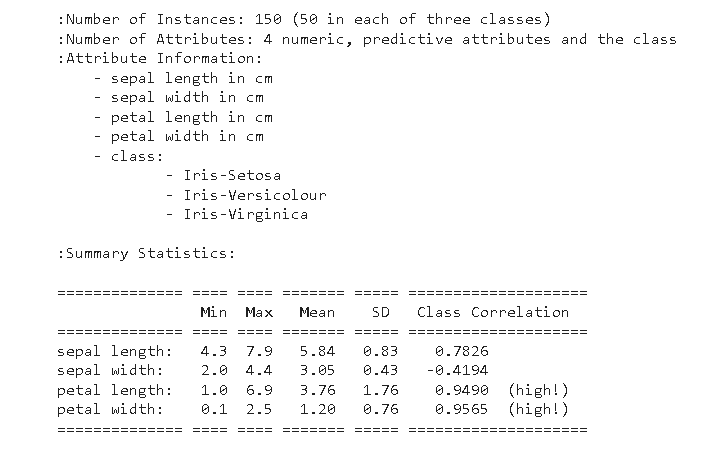 :Number of Instances: 150 (50 in each of three classes)
:Number of Attributes: 4 numeric, predictive attributes and the class
:Attribute Information:
    - sepal length in cm
    - sepal width in cm
    - petal length in cm
    - petal width in cm
    - class:
            - Iris-Setosa
            - Iris-Versicolour
            - Iris-Virginica
:Summary Statistics:
============== ==== ==== ======= ===== ====================
                Min  Max   Mean    SD   Class Correlation
============== ==== ==== ======= ===== ====================
sepal length:   4.3  7.9   5.84   0.83    0.7826
sepal width:    2.0  4.4   3.05   0.43   -0.4194
petal length:   1.0  6.9   3.76   1.76    0.9490  (high!)
petal width:    0.1  2.5   1.20   0.76    0.9565  (high!)
============== ==== ==== ======= ===== ====================